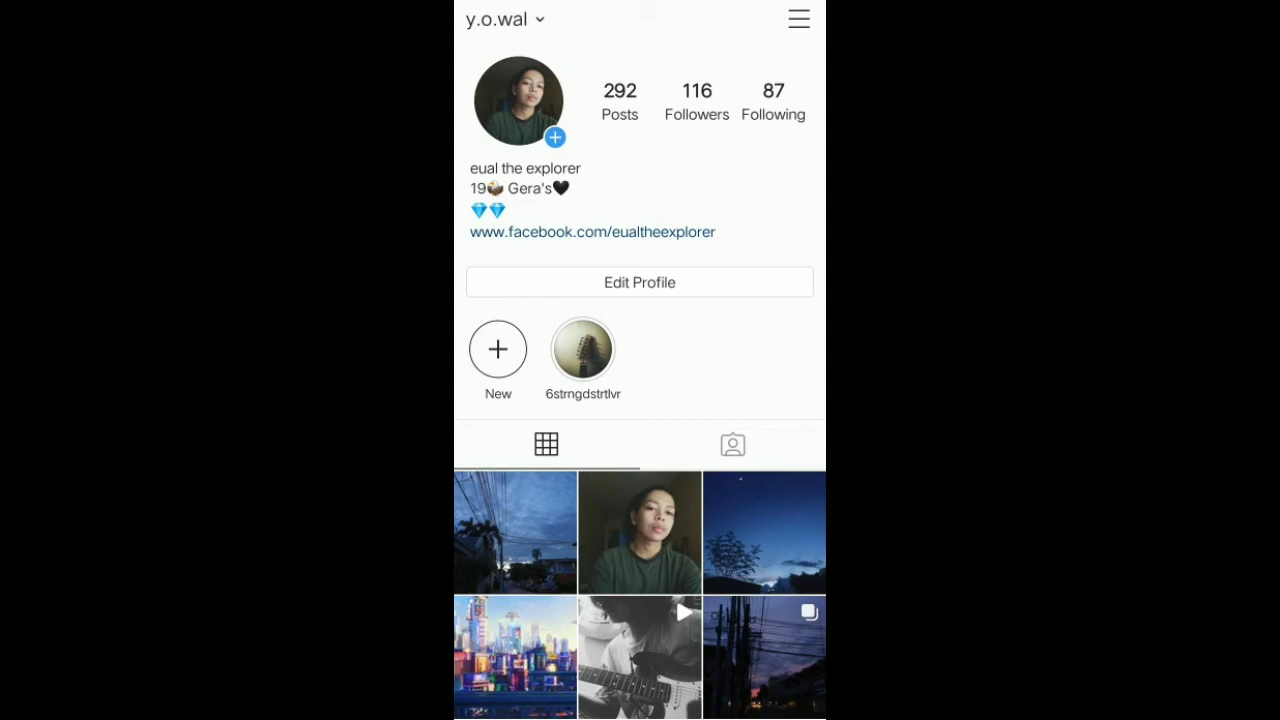 y.o.wal
292 116 87
Posts Followers Following
eual the explorer
19 Gera's🖤
💎💎
www.facebook.com/eualtheexplorer
Edit Profile
New 6strngdstrtlvr